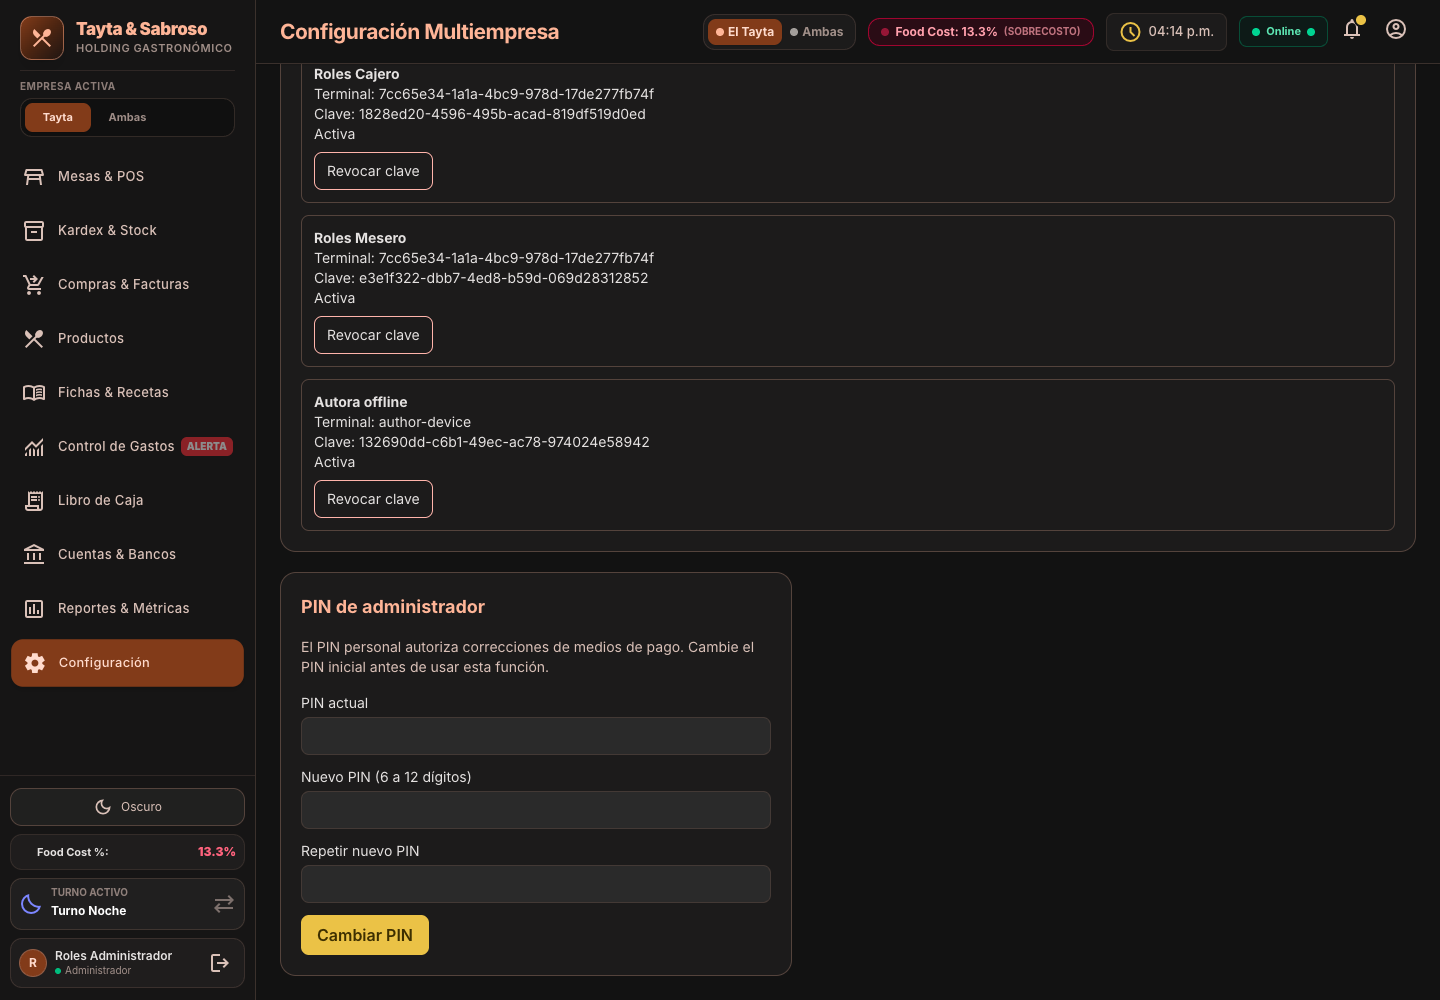 Tayta & Sabroso
HOLDING GASTRONÓMICO
EMPRESA ACTIVA
Tayta
Ambas
Mesas & POS
Kardex & Stock
Compras & Facturas
Productos
Fichas & Recetas
Control de Gastos
ALERTA
Libro de Caja
Cuentas & Bancos
Reportes & Métricas
Configuración
Oscuro
Food Cost %:
13.3%
TURNO ACTIVO
Turno Noche
R
Roles Administrador
Administrador
Configuración Multiempresa
El Tayta
Ambas
Food Cost: 13.3% (SOBRECOSTO)
04:14 p.m.
Online
Roles Cajero
Terminal: 7cc65e34-1a1a-4bc9-978d-17de277fb74f
Clave: 1828ed20-4596-495b-acad-819df519d0ed
Activa
Revocar clave
Roles Mesero
Terminal: 7cc65e34-1a1a-4bc9-978d-17de277fb74f
Clave: e3e1f322-dbb7-4ed8-b59d-069d28312852
Activa
Revocar clave
Autora offline
Terminal: author-device
Clave: 132690dd-c6b1-49ec-ac78-974024e58942
Activa
Revocar clave
PIN de administrador
El PIN personal autoriza correcciones de medios de pago. Cambie el
PIN inicial antes de usar esta función.
PIN actual
Nuevo PIN (6 a 12 dígitos)
Repetir nuevo PIN
Cambiar PIN